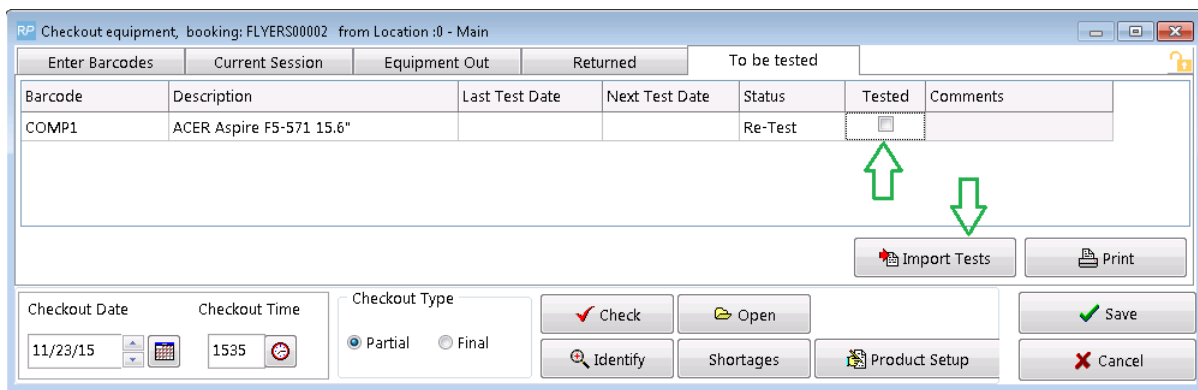 RP Checkout equipment, booking: FLYERS00002 from Location :0 - Main
Enter Barcodes Current Session Equipment Out Returned To be tested
Barcode Description Last Test Date Next Test Date Status Tested Comments
COMP1 ACER Aspire F5-571 15.6" Re-Test
Import Tests Print
Checkout Date Checkout Time Checkout Type Check Open Save
11/23/15 1535 Partial Final Identify Shortages Product Setup Cancel